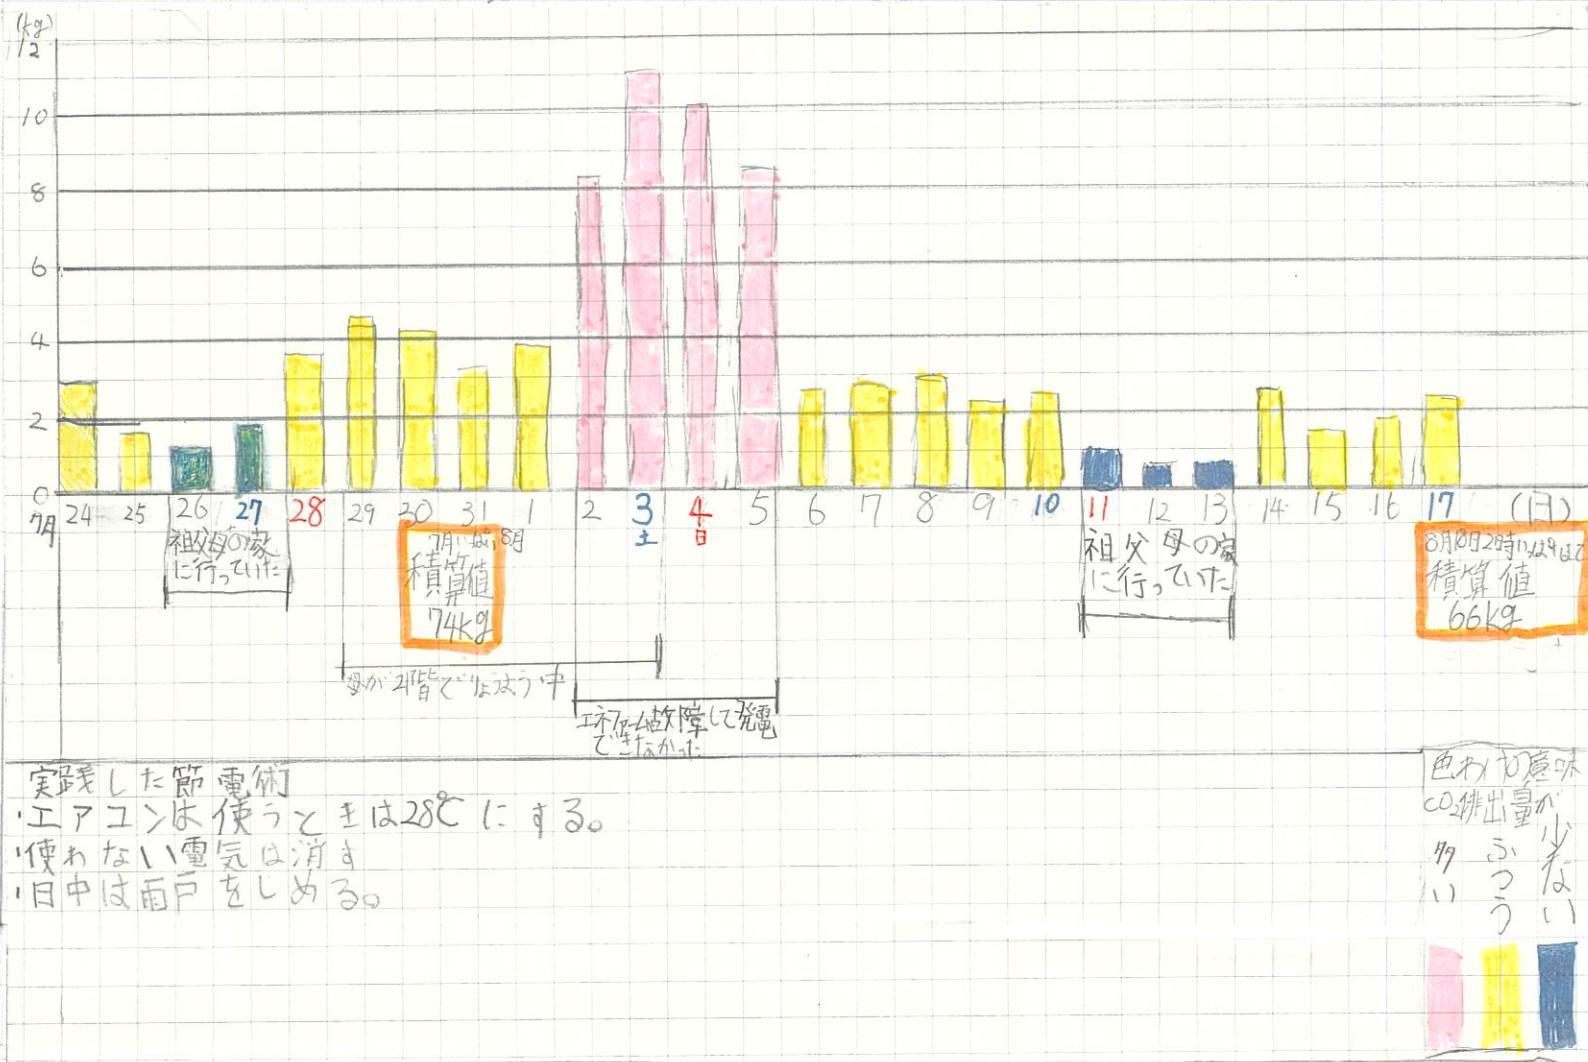 (kg)
12
10
8
6
4
2
0
7月 24 25 26 27 28 29 30 31 1 2 3 4 5 6 7 8 9 10 11 12 13 14 15 16 17 (日)
8月
土 日
祖父母の家
に行っていた
7月いっぱい
積算値
74kg
母が2階でりょうよう中
エネファーム故障して発電
できなかった
祖父母の家
に行っていた
積算値
66kg
実践した節電術
・エアコンは使うときは28℃にする。
・使わない電気は消す
・日中は雨戸をしめる。
色わけの意味
CO2排出量が
多い
ふつう
少ない